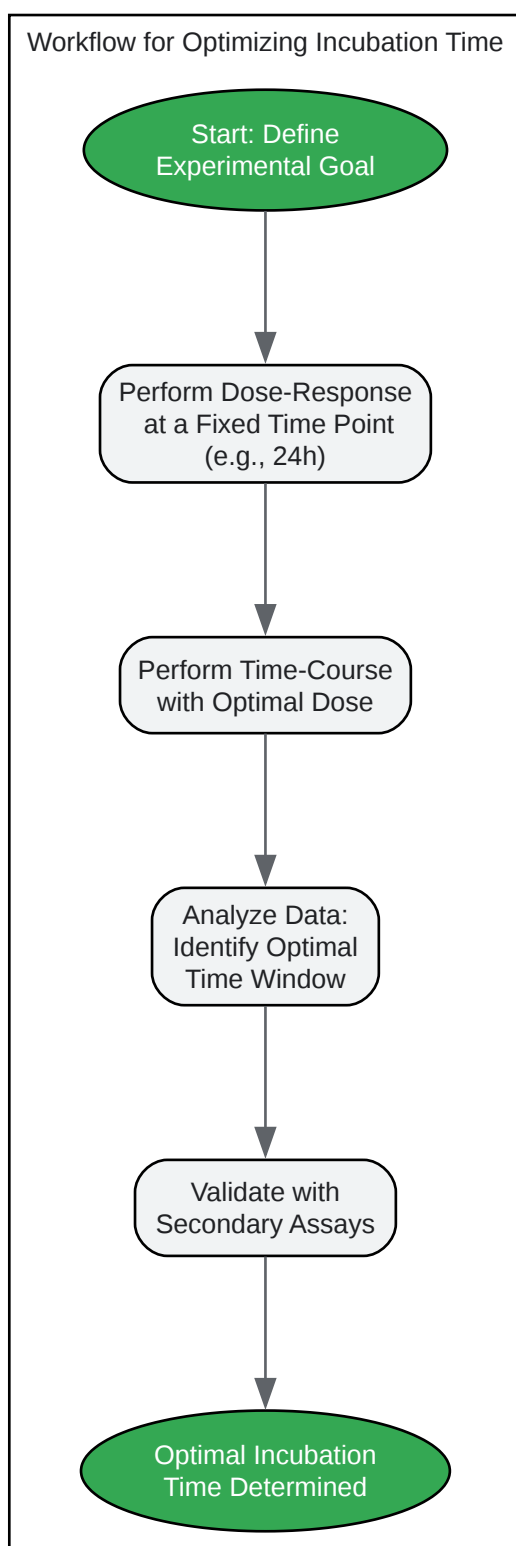 Workflow for Optimizing Incubation Time
Start: Define
Experimental Goal
Perform Dose-Response
at a Fixed Time Point
(e.g., 24h)
Perform Time-Course
with Optimal Dose
Analyze Data:
Identify Optimal
Time Window
Validate with
Secondary Assays
Optimal Incubation
Time Determined